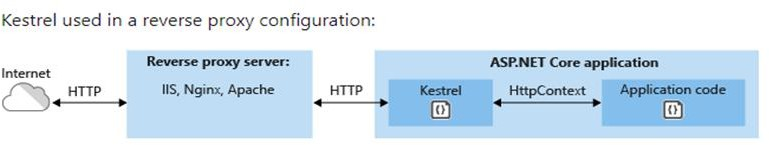 Kestrel used in a reverse proxy configuration:
Internet
HTTP
Reverse proxy server:
IIS, Nginx, Apache
HTTP
ASP.NET Core application
Kestrel
{}
HttpContext
Application code
{}